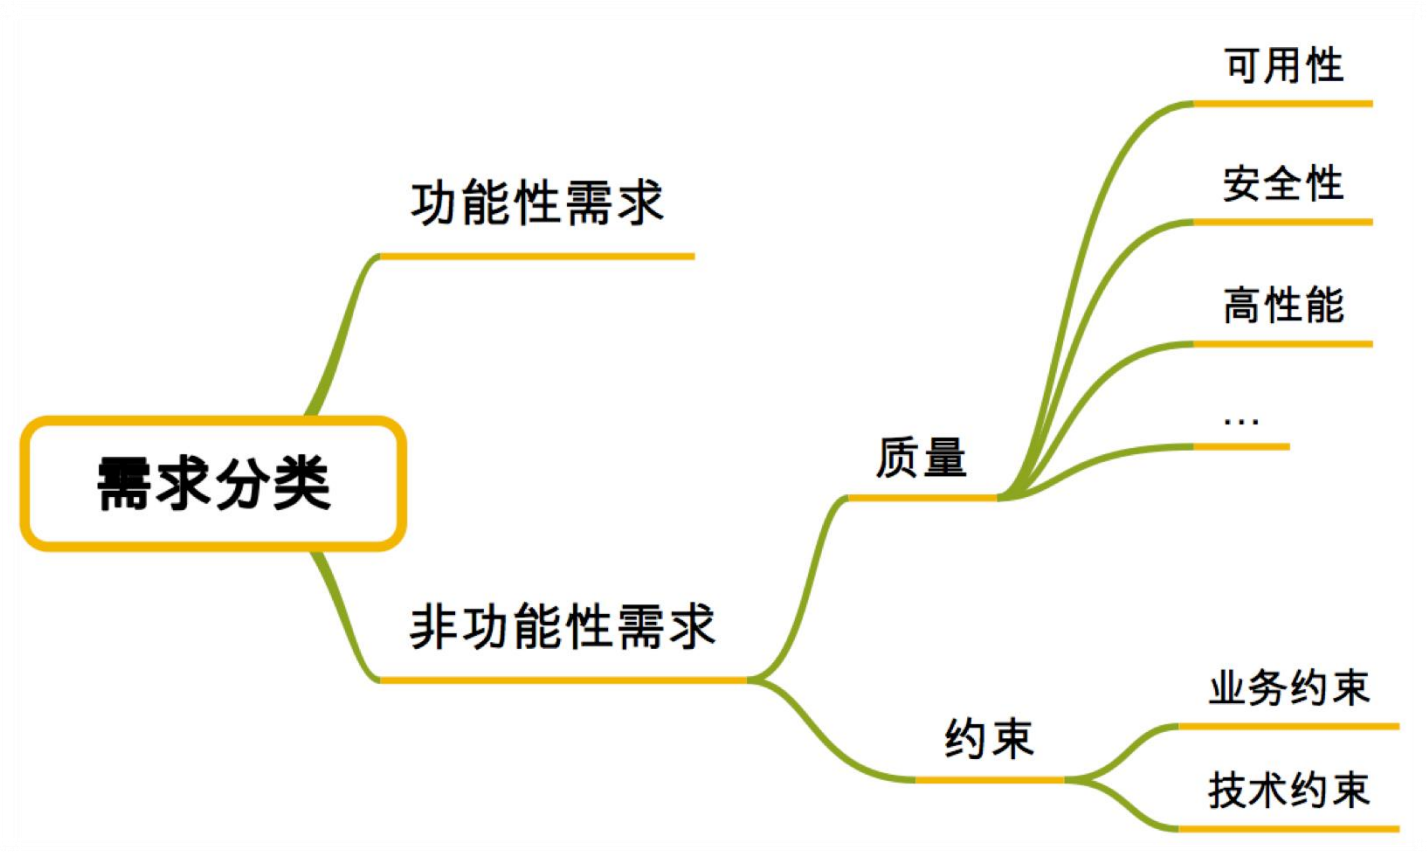 可用性
安全性
功能性需求
高性能
...
质量
需求分类
非功能性需求
业务约束
约束
技术约束